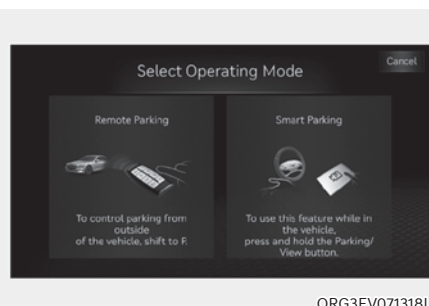 Select Operating Mode
Cancel
Remote Parking
To control parking from
outside
of the vehicle, shift to P.
Smart Parking
To use this feature while in
the vehicle,
press and hold the Parking/
View button.